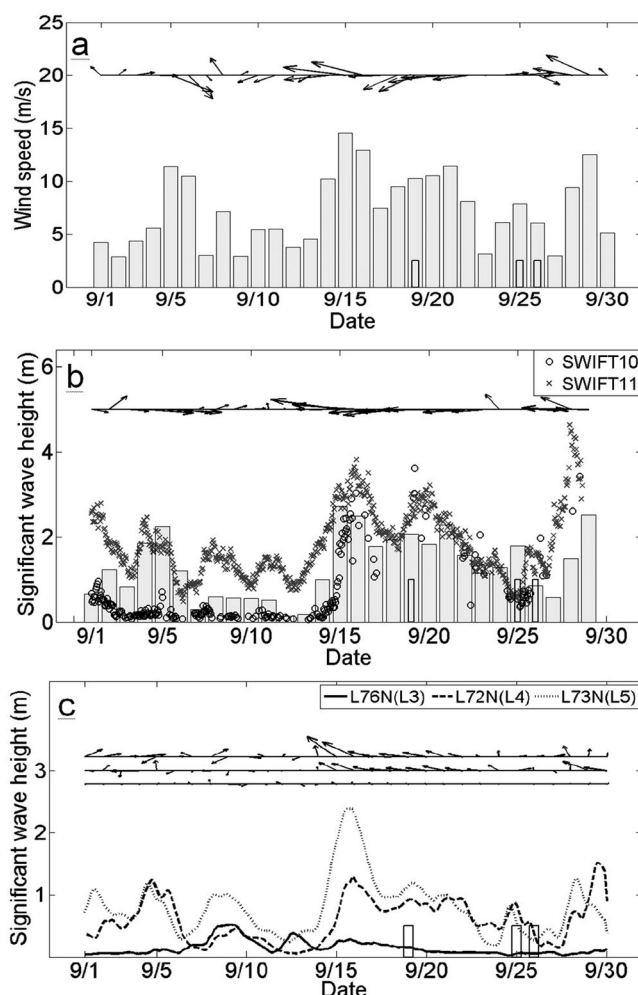 a
Wind speed (m/s)
25
20
15
10
5
0
9/1 9/5 9/10 9/15 9/20 9/25 9/30
Date
b
Significant wave height (m)
6
4
2
0
SWIFT10
SWIFT11
9/1 9/5 9/10 9/15 9/20 9/25 9/30
Date
c
Significant wave height (m)
3
1
L76N(L3) L72N(L4) L73N(L5)
9/1 9/5 9/10 9/15 9/20 9/25 9/30
Date